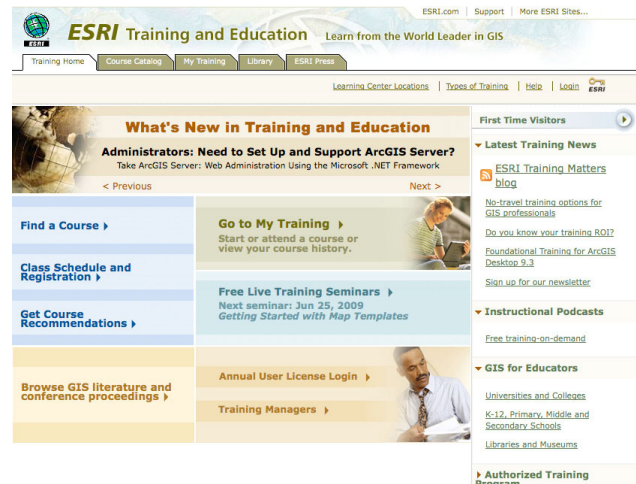 ESRI.com | Support | More ESRI Sites...
ESRI
ESRI Training and Education Learn from the World Leader in GIS
Training Home Course Catalog My Training Library ESRI Press
Learning Center Locations | Types of Training | Help | Login ESRI
What's New in Training and Education
Administrators: Need to Set Up and Support ArcGIS Server?
Take ArcGIS Server: Web Administration Using the Microsoft .NET Framework
< Previous Next >
Find a Course
Class Schedule and
Registration
Get Course
Recommendations
Go to My Training
Start or attend a course or
view your course history.
Free Live Training Seminars
Next seminar: Jun 25, 2009
Getting Started with Map Templates
Browse GIS literature and
conference proceedings
Annual User License Login
Training Managers
First Time Visitors
Latest Training News
ESRI Training Matters
blog
No-travel training options for
GIS professionals
Do you know your training ROI?
Foundational Training for ArcGIS
Desktop 9.3
Sign up for our newsletter
Instructional Podcasts
Free training-on-demand
GIS for Educators
Universities and Colleges
K-12, Primary, Middle and
Secondary Schools
Libraries and Museums
Authorized Training
Program